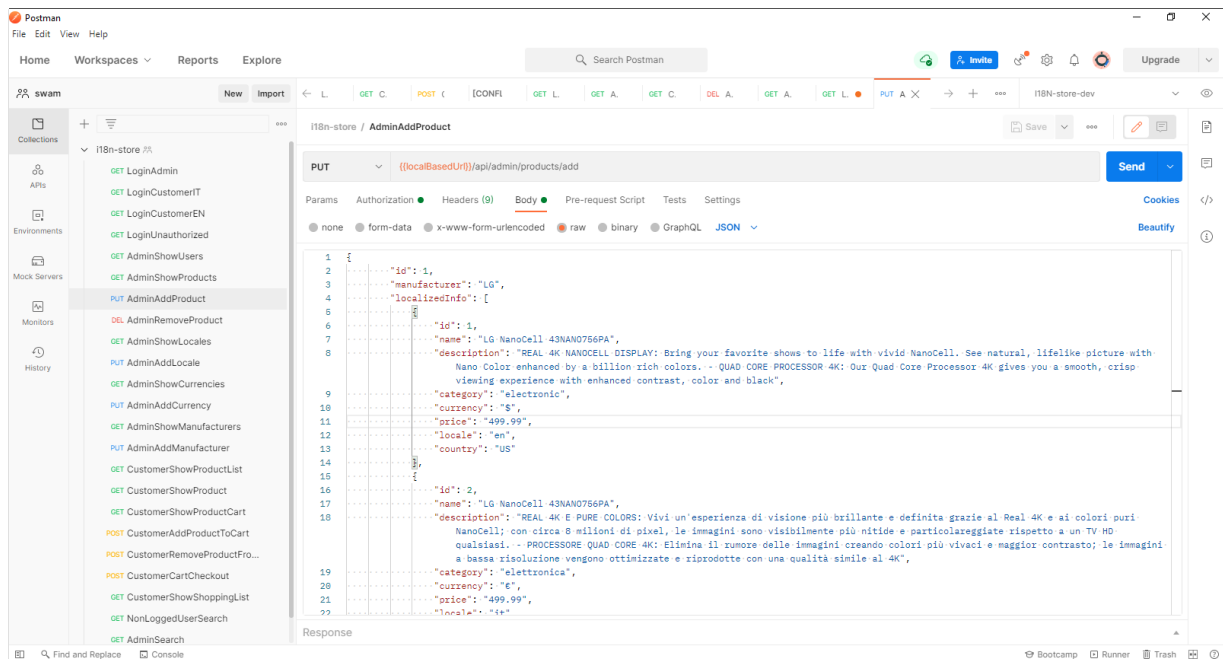 Postman
File Edit View Help
Home Workspaces Reports Explore
Search Postman
Invite
Upgrade
swam
New Import
L.
GET C.
POST (
[CONFL
GET L.
GET A.
GET C.
DEL A.
GET A.
GET L.
PUT A
I18N-store-dev
Collections
APIs
Environments
Mock Servers
Monitors
History
i18n-store
GET LoginAdmin
GET LoginCustomerIT
GET LoginCustomerEN
GET LoginUnauthorized
GET AdminShowUsers
GET AdminShowProducts
PUT AdminAddProduct
DEL AdminRemoveProduct
GET AdminShowLocales
PUT AdminAddLocale
GET AdminShowCurrencies
PUT AdminAddCurrency
GET AdminShowManufacturers
PUT AdminAddManufacturer
GET CustomerShowProductList
GET CustomerShowProduct
GET CustomerShowProductCart
POST CustomerAddProductToCart
POST CustomerRemoveProductFro...
POST CustomerCartCheckout
GET CustomerShowShoppingList
GET NonLoggedUserSearch
GET AdminSearch
i18n-store / AdminAddProduct
Save
PUT
{{localBasedUrl}}/api/admin/products/add
Send
Params Authorization Headers (9) Body Pre-request Script Tests Settings
Cookies
none form-data x-www-form-urlencoded raw binary GraphQL JSON
Beautify
1 {
2 "id": 1,
3 "manufacturer": "LG",
4 "localizedInfo": [
5 {
6 "id": 1,
7 "name": "LG NanoCell 43NANO756PA",
8 "description": "REAL 4K NANOCELL DISPLAY: Bring your favorite shows to life with vivid NanoCell. See natural, lifelike picture with
Nano Color enhanced by a billion rich colors. - QUAD CORE PROCESSOR 4K: Our Quad Core Processor 4K gives you a smooth, crisp
viewing experience with enhanced contrast, color and black",
9 "category": "electronic",
10 "currency": "$",
11 "price": "499.99",
12 "locale": "en",
13 "country": "US"
14 },
15 {
16 "id": 2,
17 "name": "LG NanoCell 43NANO756PA",
18 "description": "REAL 4K E PURE COLORS: Vivi un'esperienza di visione più brillante e definita grazie al Real 4K e ai colori puri
NanoCell; con circa 8 milioni di pixel, le immagini sono visibilmente più nitide e particolareggiate rispetto a un TV HD
qualsiasi. - PROCESSORE QUAD CORE 4K: Elimina il rumore delle immagini creando colori più vivaci e maggior contrasto; le immagini
a bassa risoluzione vengono ottimizzate e riprodotte con una qualità simile al 4K",
19 "category": "elettronica",
20 "currency": "€",
21 "price": "499.99",
22 "locale": "it"
Response
Find and Replace Console
Bootcamp Runner Trash